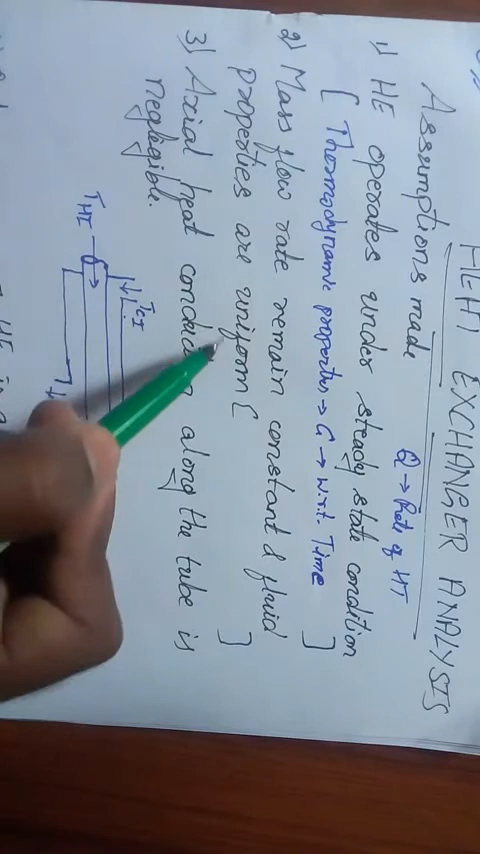 HEAT EXCHANGER ANALYSIS
Assumptions made
Q → Rate of HT
1) HE operates under steady state condition
[Thermodynamic properties → G → w.r.t. Time]
2) Mass flow rate remain constant & fluid
properties are uniform [ ]
3) Axial heat conduc along the tube is
negligible.
THI
TCI